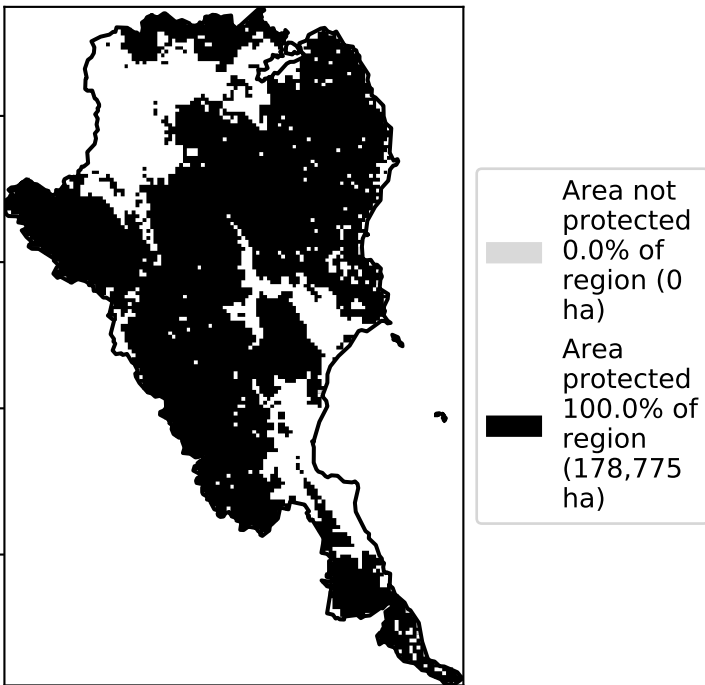 Area not
protected
0.0% of
region (0
ha)
Area
protected
100.0% of
region
(178,775
ha)